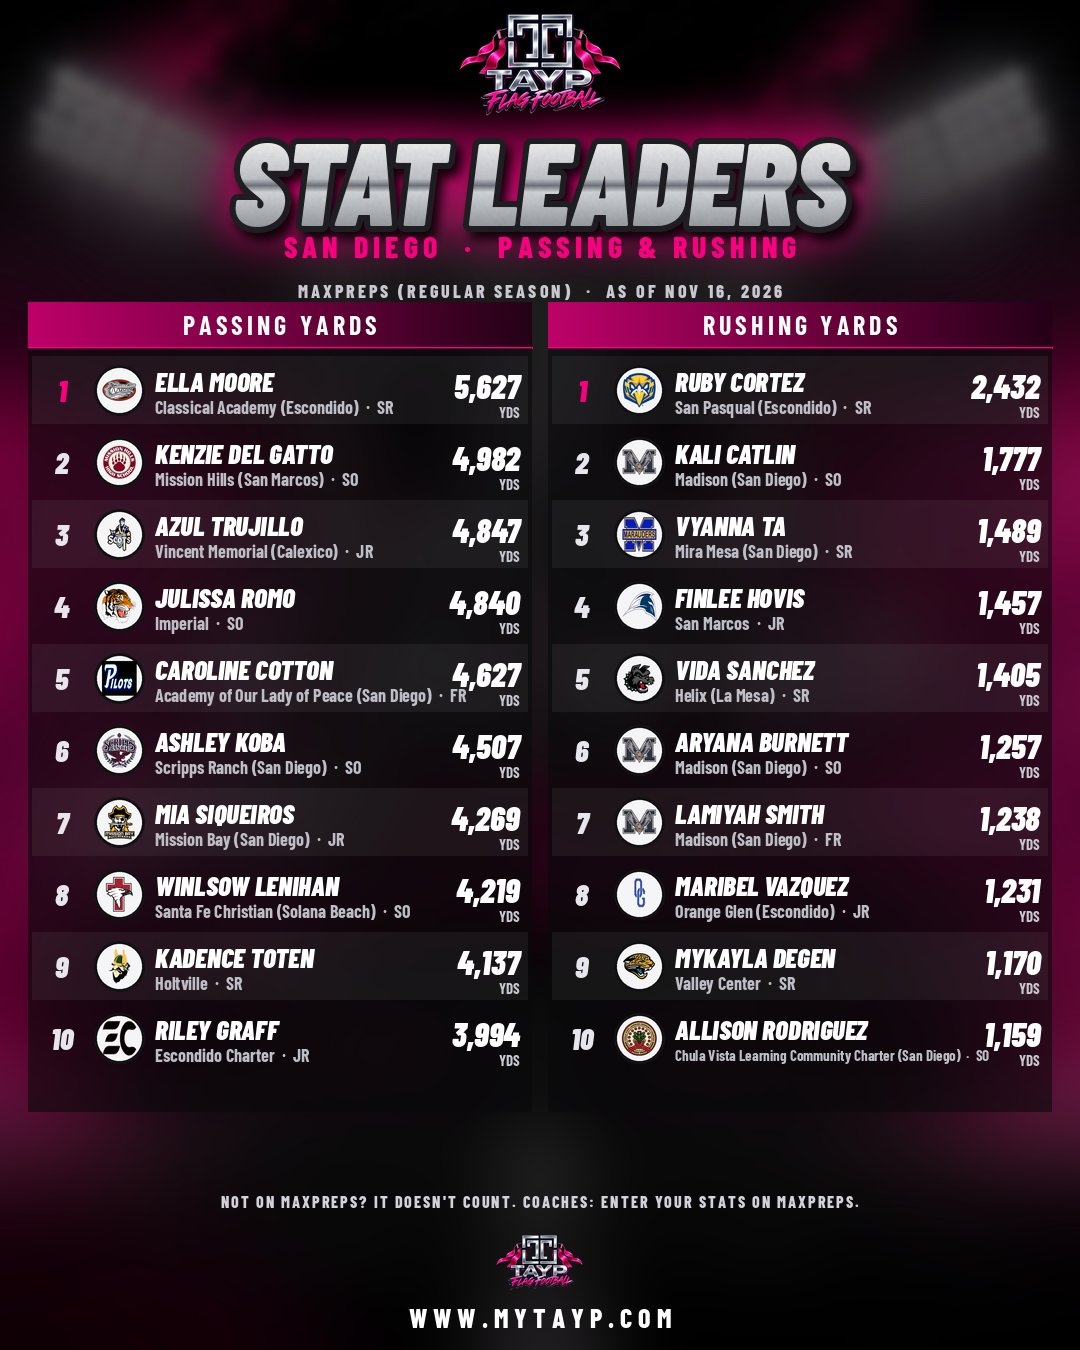 TAYP
FLAG FOOTBALL
STAT LEADERS
SAN DIEGO · PASSING & RUSHING
MAXPREPS (REGULAR SEASON) · AS OF NOV 16, 2026
PASSING YARDS
1
ELLA MOORE
5,627
Classical Academy (Escondido) · SR
YDS
2
KENZIE DEL GATTO
4,982
Mission Hills (San Marcos) · SO
YDS
3
SCOTS
AZUL TRUJILLO
4,847
Vincent Memorial (Calexico) · JR
YDS
4
JULISSA ROMO
4,840
Imperial · SO
YDS
5
PILOTS
CAROLINE COTTON
4,627
Academy of Our Lady of Peace (San Diego) · FR
YDS
6
ASHLEY KOBA
4,507
Scripps Ranch (San Diego) · SO
YDS
7
MISSION BAY
MIA SIQUEIROS
4,269
Mission Bay (San Diego) · JR
YDS
8
WINLSOW LENIHAN
4,219
Santa Fe Christian (Solana Beach) · SO
YDS
9
KADENCE TOTEN
4,137
Holtville · SR
YDS
10
EC
RILEY GRAFF
3,994
Escondido Charter · JR
YDS
RUSHING YARDS
1
RUBY CORTEZ
2,432
San Pasqual (Escondido) · SR
YDS
2
M
KALI CATLIN
1,777
Madison (San Diego) · SO
YDS
3
MARAUDERS
VYANNA TA
1,489
Mira Mesa (San Diego) · SR
YDS
4
FINLEE HOVIS
1,457
San Marcos · JR
YDS
5
VIDA SANCHEZ
1,405
Helix (La Mesa) · SR
YDS
6
M
ARYANA BURNETT
1,257
Madison (San Diego) · SO
YDS
7
M
LAMIYAH SMITH
1,238
Madison (San Diego) · FR
YDS
8
OG
MARIBEL VAZQUEZ
1,231
Orange Glen (Escondido) · JR
YDS
9
MYKAYLA DEGEN
1,170
Valley Center · SR
YDS
10
ALLISON RODRIGUEZ
1,159
Chula Vista Learning Community Charter (San Diego) · SO
YDS
NOT ON MAXPREPS? IT DOESN'T COUNT. COACHES: ENTER YOUR STATS ON MAXPREPS.
TAYP
FLAG FOOTBALL
WWW.MYTAYP.COM